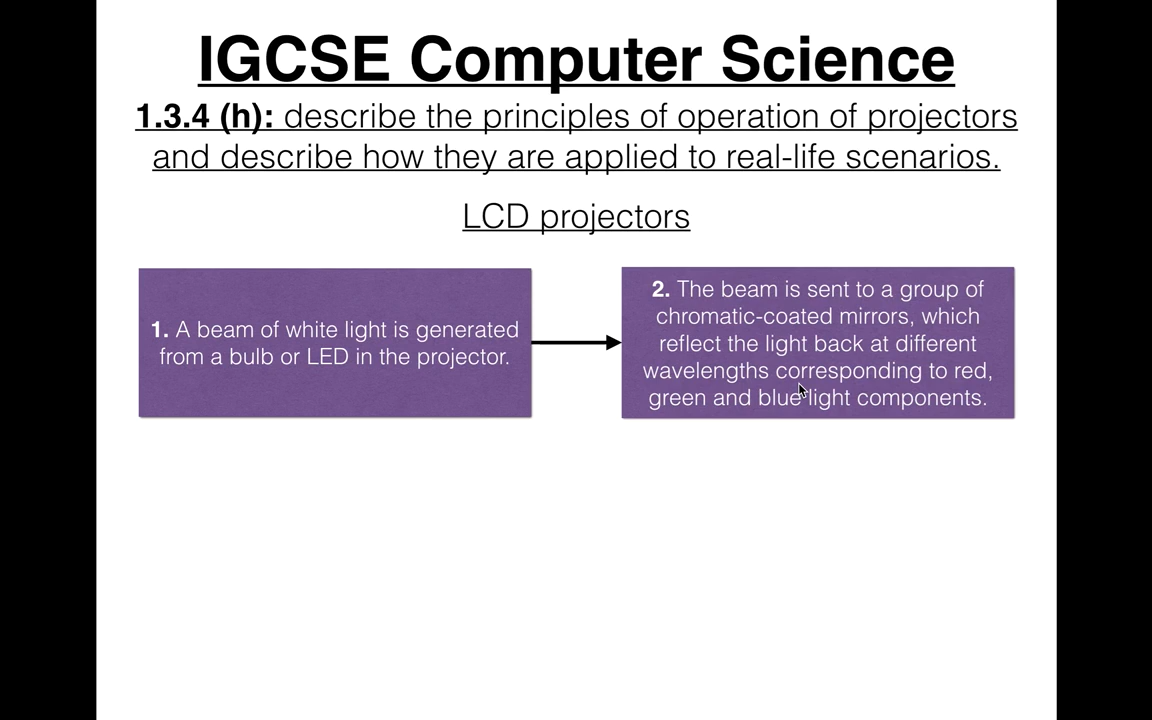 IGCSE Computer Science
1.3.4 (h): describe the principles of operation of projectors
and describe how they are applied to real-life scenarios.
LCD projectors
1. A beam of white light is generated
from a bulb or LED in the projector.
2. The beam is sent to a group of
chromatic-coated mirrors, which
reflect the light back at different
wavelengths corresponding to red,
green and blue light components.